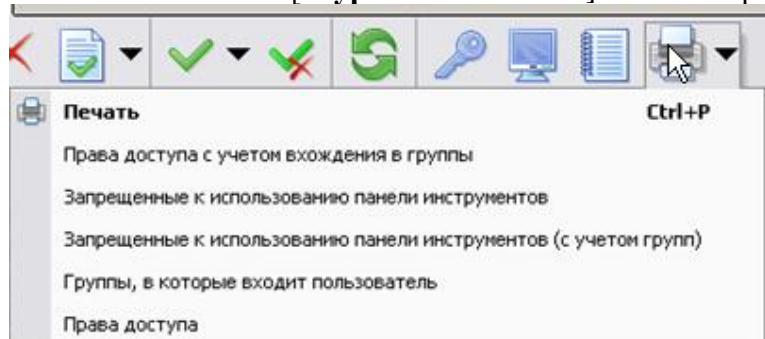 Печать Ctrl+P
Права доступа с учетом вхождения в группы
Запрещенные к использованию панели инструментов
Запрещенные к использованию панели инструментов (с учетом групп)
Группы, в которые входит пользователь
Права доступа